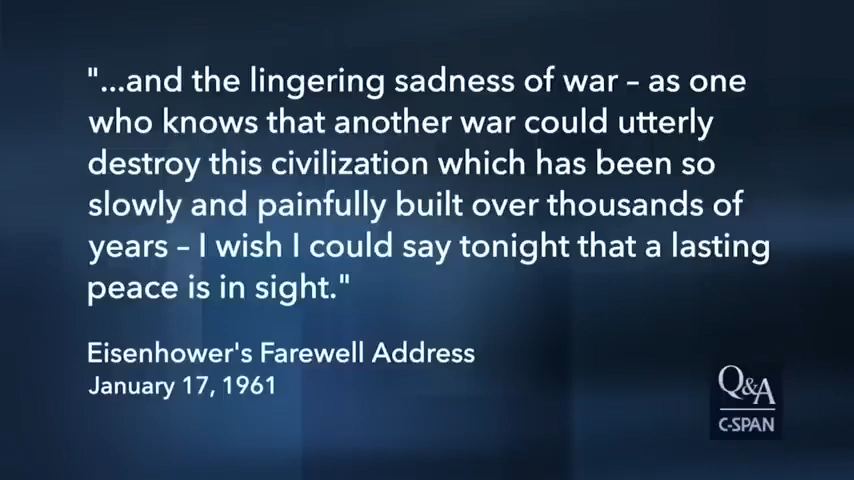 "...and the lingering sadness of war – as one
who knows that another war could utterly
destroy this civilization which has been so
slowly and painfully built over thousands of
years – I wish I could say tonight that a lasting
peace is in sight."
Eisenhower's Farewell Address
January 17, 1961
Q&A
C-SPAN